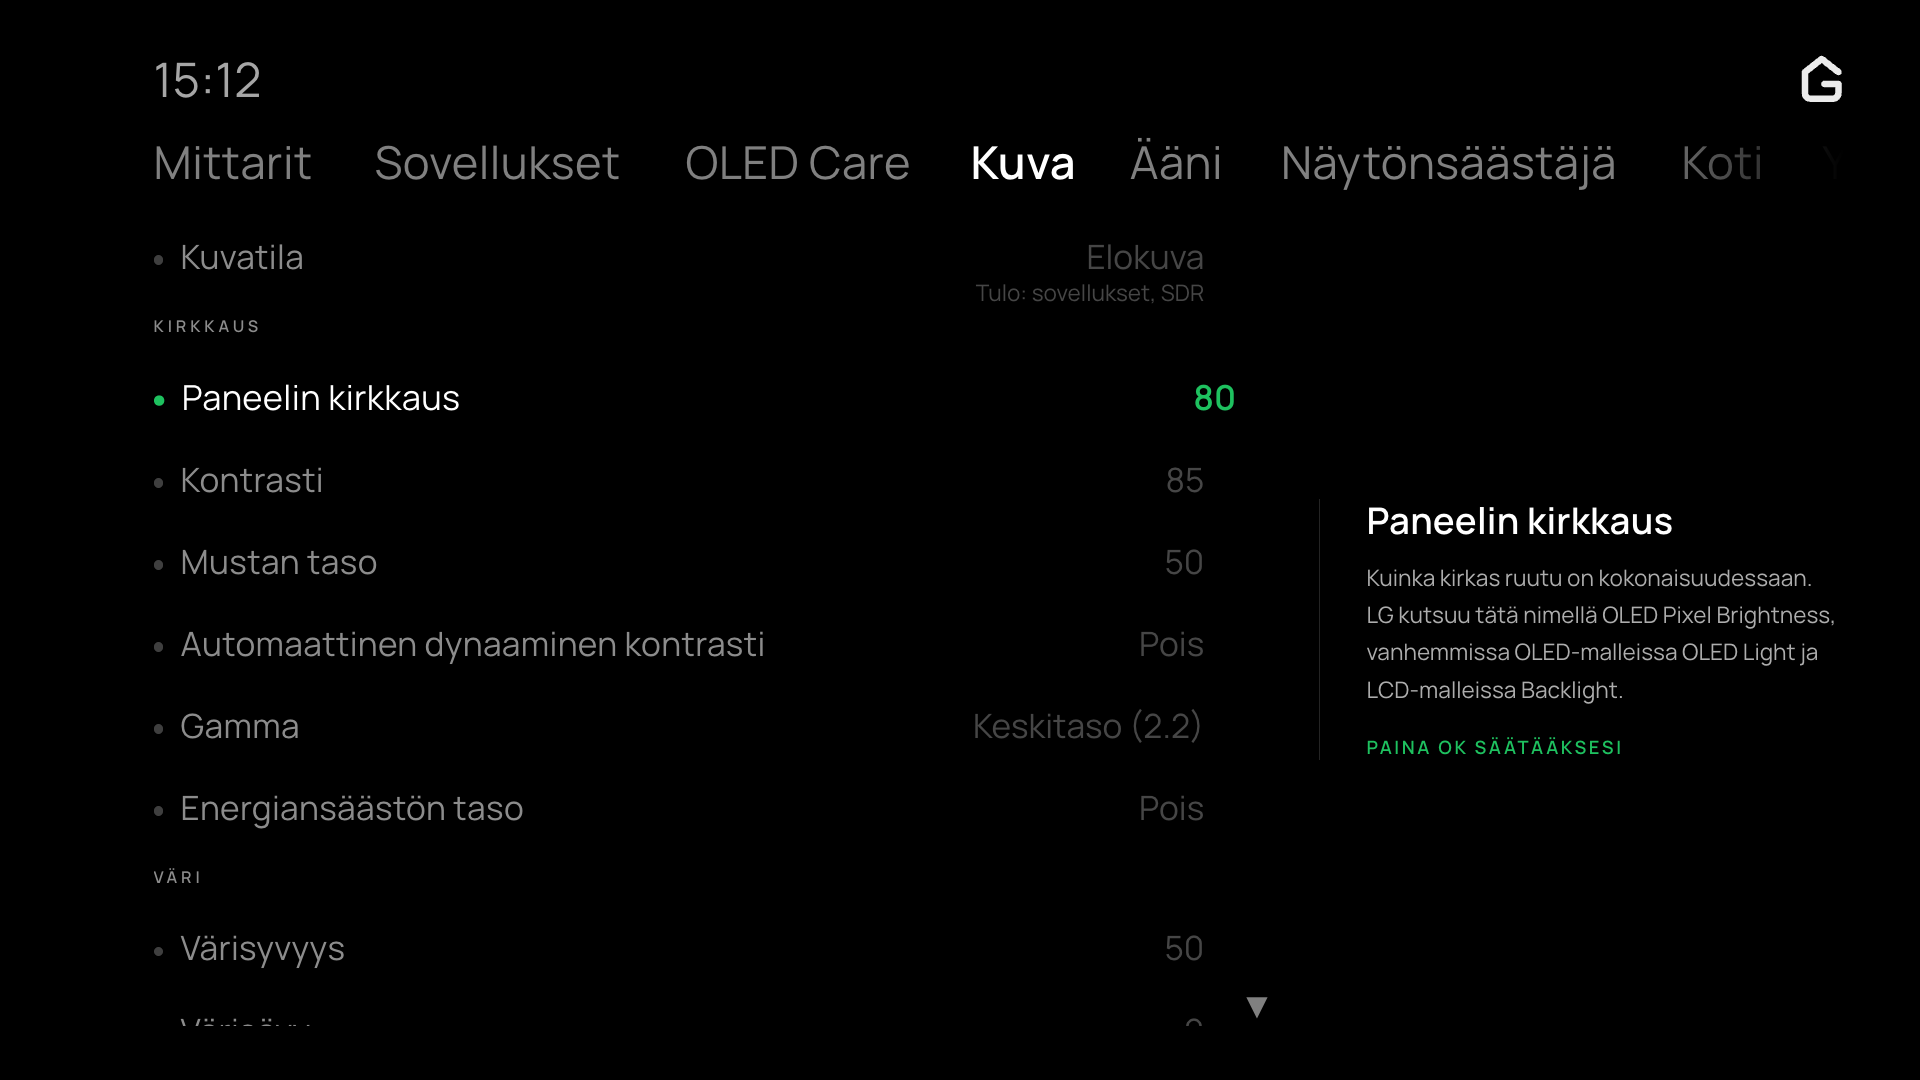 15:12
Mittarit Sovellukset OLED Care Kuva Ääni Näytönsäästäjä Koti
Kuvatila Elokuva
Tulo: sovellukset, SDR
KIRKKAUS
Paneelin kirkkaus 80
Kontrasti 85
Mustan taso 50
Automaattinen dynaaminen kontrasti Pois
Gamma Keskitaso (2.2)
Energiansäästön taso Pois
VÄRI
Värisyvyys 50
Paneelin kirkkaus
Kuinka kirkas ruutu on kokonaisuudessaan.
LG kutsuu tätä nimellä OLED Pixel Brightness,
vanhemmissa OLED-malleissa OLED Light ja
LCD-malleissa Backlight.
PAINA OK SÄÄTÄÄKSESI